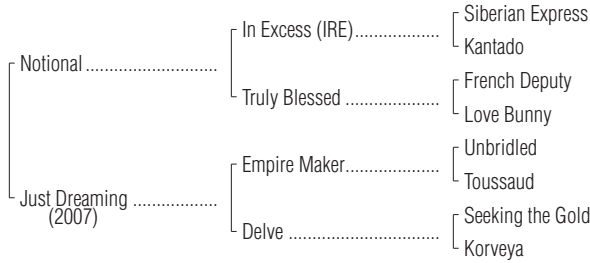 Siberian Express
In Excess (IRE)..................
Kantado
Notional ............................
French Deputy
Truly Blessed ....................
Love Bunny
Unbridled
Empire Maker....................
Toussaud
Just Dreaming ..................
(2007)
Seeking the Gold
Delve ................................
Korveya